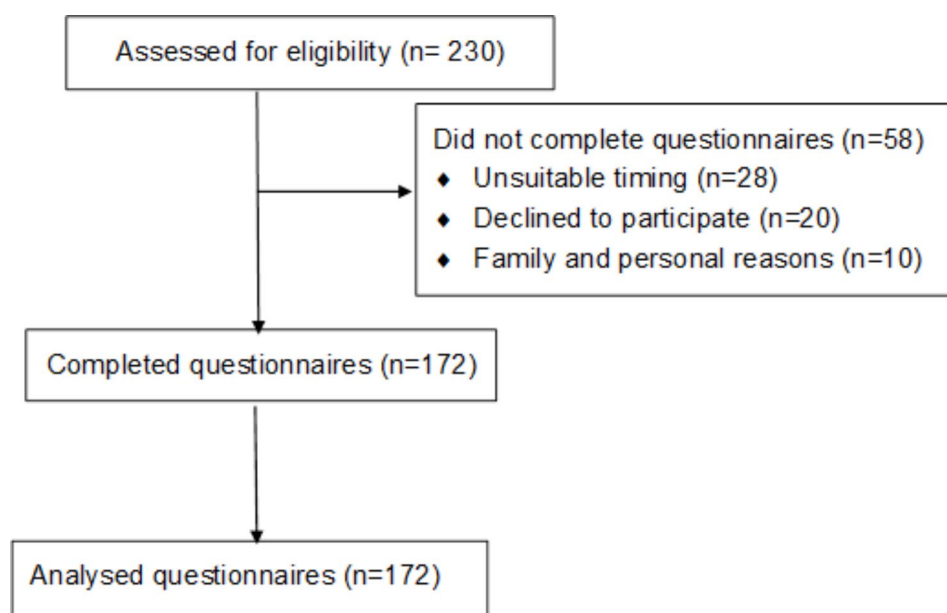 Assessed for eligibility (n= 230)
Did not complete questionnaires (n=58)
♦ Unsuitable timing (n=28)
♦ Declined to participate (n=20)
♦ Family and personal reasons (n=10)
Completed questionnaires (n=172)
Analysed questionnaires (n=172)